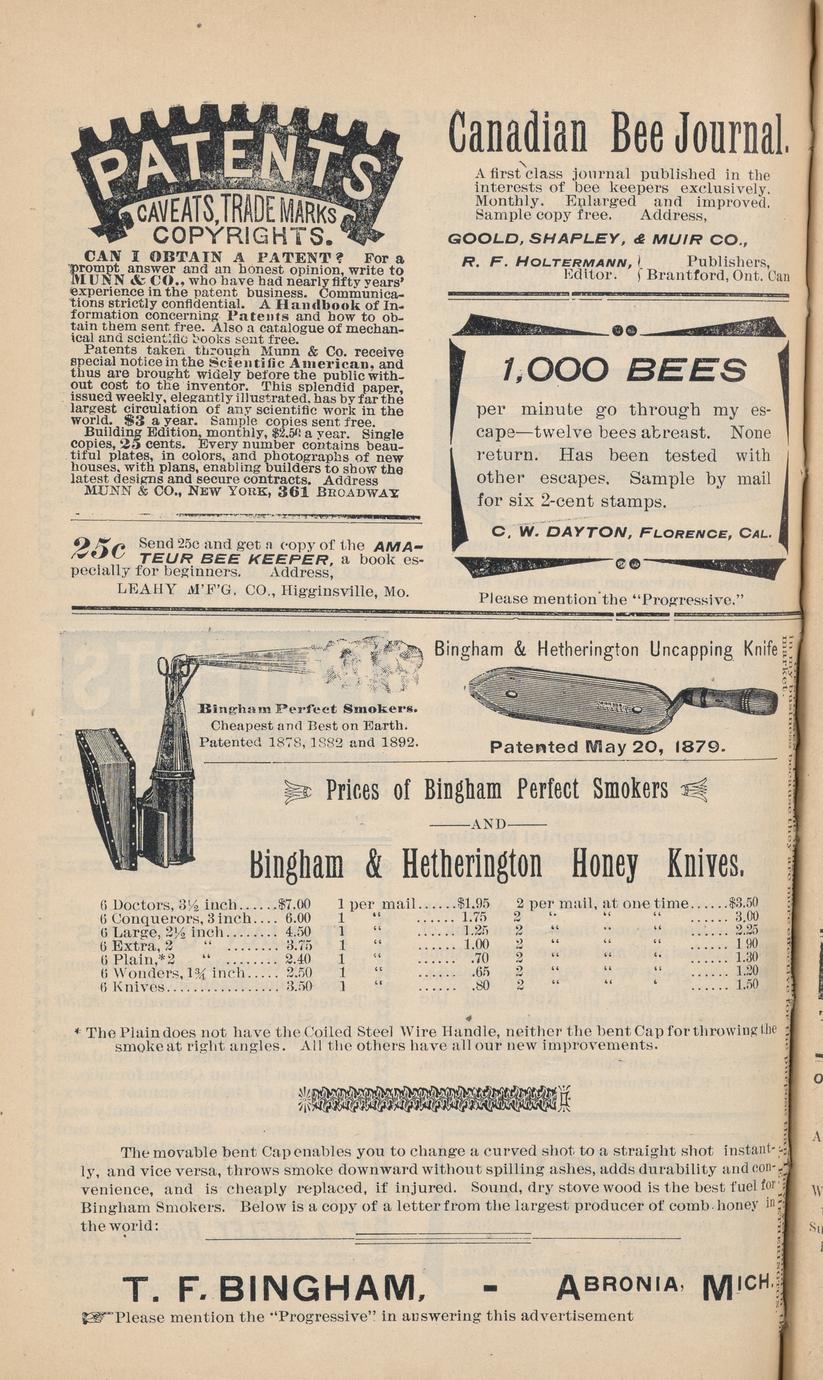 PATENTS
CAVEATS, TRADE MARKS
COPYRIGHTS.
CAN I OBTAIN A PATENT? For a
prompt answer and an honest opinion, write to
MUNN & CO., who have had nearly fifty years'
experience in the patent business. Communica-
tions strictly confidential. A Handbook of In-
formation concerning Patents and how to ob-
tain them sent free. Also a catalogue of mechan-
ical and scientific books sent free.
Patents taken through Munn & Co. receive
special notice in the Scientific American, and
thus are brought widely before the public with-
out cost to the inventor. This splendid paper,
issued weekly, elegantly illustrated, has by far the
largest circulation of any scientific work in the
world. $3 a year. Sample copies sent free.
Building Edition, monthly, $2.50 a year. Single
copies, 25 cents. Every number contains beau-
tiful plates, in colors, and photographs of new
houses, with plans, enabling builders to show the
latest designs and secure contracts. Address
MUNN & CO., NEW YORK, 361 BROADWAY
25c Send 25c and get a copy of the AMA-
TEUR BEE KEEPER, a book es-
pecially for beginners. Address,
LEAHY M'F'G. CO., Higginsville, Mo.
Canadian Bee Journal.
A first class journal published in the
interests of bee keepers exclusively.
Monthly. Enlarged and improved.
Sample copy free. Address,
GOOLD, SHAPLEY, & MUIR CO.,
R. F. HOLTERMANN, Publishers,
Editor. Brantford, Ont. Can
1,000 BEES
per minute go through my es-
cape—twelve bees abreast. None
return. Has been tested with
other escapes. Sample by mail
for six 2-cent stamps.
C. W. DAYTON, FLORENCE, CAL.
Please mention the "Progressive."
Bingham Perfect Smokers.
Cheapest and Best on Earth.
Patented 1878, 1882 and 1892.
Bingham & Hetherington Uncapping Knife
Patented May 20, 1879.
Prices of Bingham Perfect Smokers
—AND—
Bingham & Hetherington Honey Knives.
6 Doctors, 3½ inch......$7.00 1 per mail......$1.95 2 per mail, at one time......$3.50
6 Conquerors, 3 inch.... 6.00 1 " ...... 1.75 2 " " " ...... 3.00
6 Large, 2½ inch........ 4.50 1 " ...... 1.25 2 " " " ...... 2.25
6 Extra, 2 " ........ 3.75 1 " ...... 1.00 2 " " " ...... 1 90
6 Plain,*2 " ........ 2.40 1 " ...... .70 2 " " " ...... 1.30
6 Wonders, 1¾ inch..... 2.50 1 " ...... .65 2 " " " ...... 1.20
6 Knives................ 3.50 1 " ...... .80 2 " " " ...... 1.50
* The Plain does not have the Coiled Steel Wire Handle, neither the bent Cap for throwing the
smoke at right angles. All the others have all our new improvements.
The movable bent Cap enables you to change a curved shot to a straight shot instant-
ly, and vice versa, throws smoke downward without spilling ashes, adds durability and con-
venience, and is cheaply replaced, if injured. Sound, dry stove wood is the best fuel for
Bingham Smokers. Below is a copy of a letter from the largest producer of comb honey in
the world:
T. F. BINGHAM, - ABRONIA, MICH.
Please mention the "Progressive" in answering this advertisement